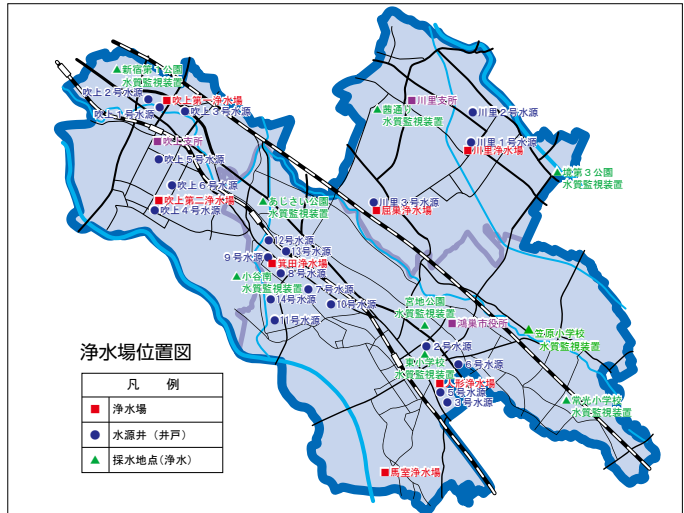 新宿第1公園
水質監視装置
吹上2号水源
吹上第一浄水場
吹上1号水源
吹上3号水源
吹上支所
吹上5号水源
吹上6号水源
吹上第二浄水場
吹上4号水源
川里支所
茜通り
水質監視装置
川里2号水源
川里1号水源
川里浄水場
境第3公園
水質監視装置
川里3号水源
屈巣浄水場
あじさい公園
水質監視装置
12号水源
13号水源
9号水源
箕田浄水場
8号水源
小谷南
水質監視装置
7号水源
14号水源
10号水源
11号水源
宮地公園
水質監視装置
鴻巣市役所
笠原小学校
水質監視装置
2号水源
東小学校
水質監視装置
6号水源
人形浄水場
5号水源
3号水源
常光小学校
水質監視装置
馬室浄水場
浄水場位置図
凡 例
浄水場
水源井（井戸）
採水地点(浄水)